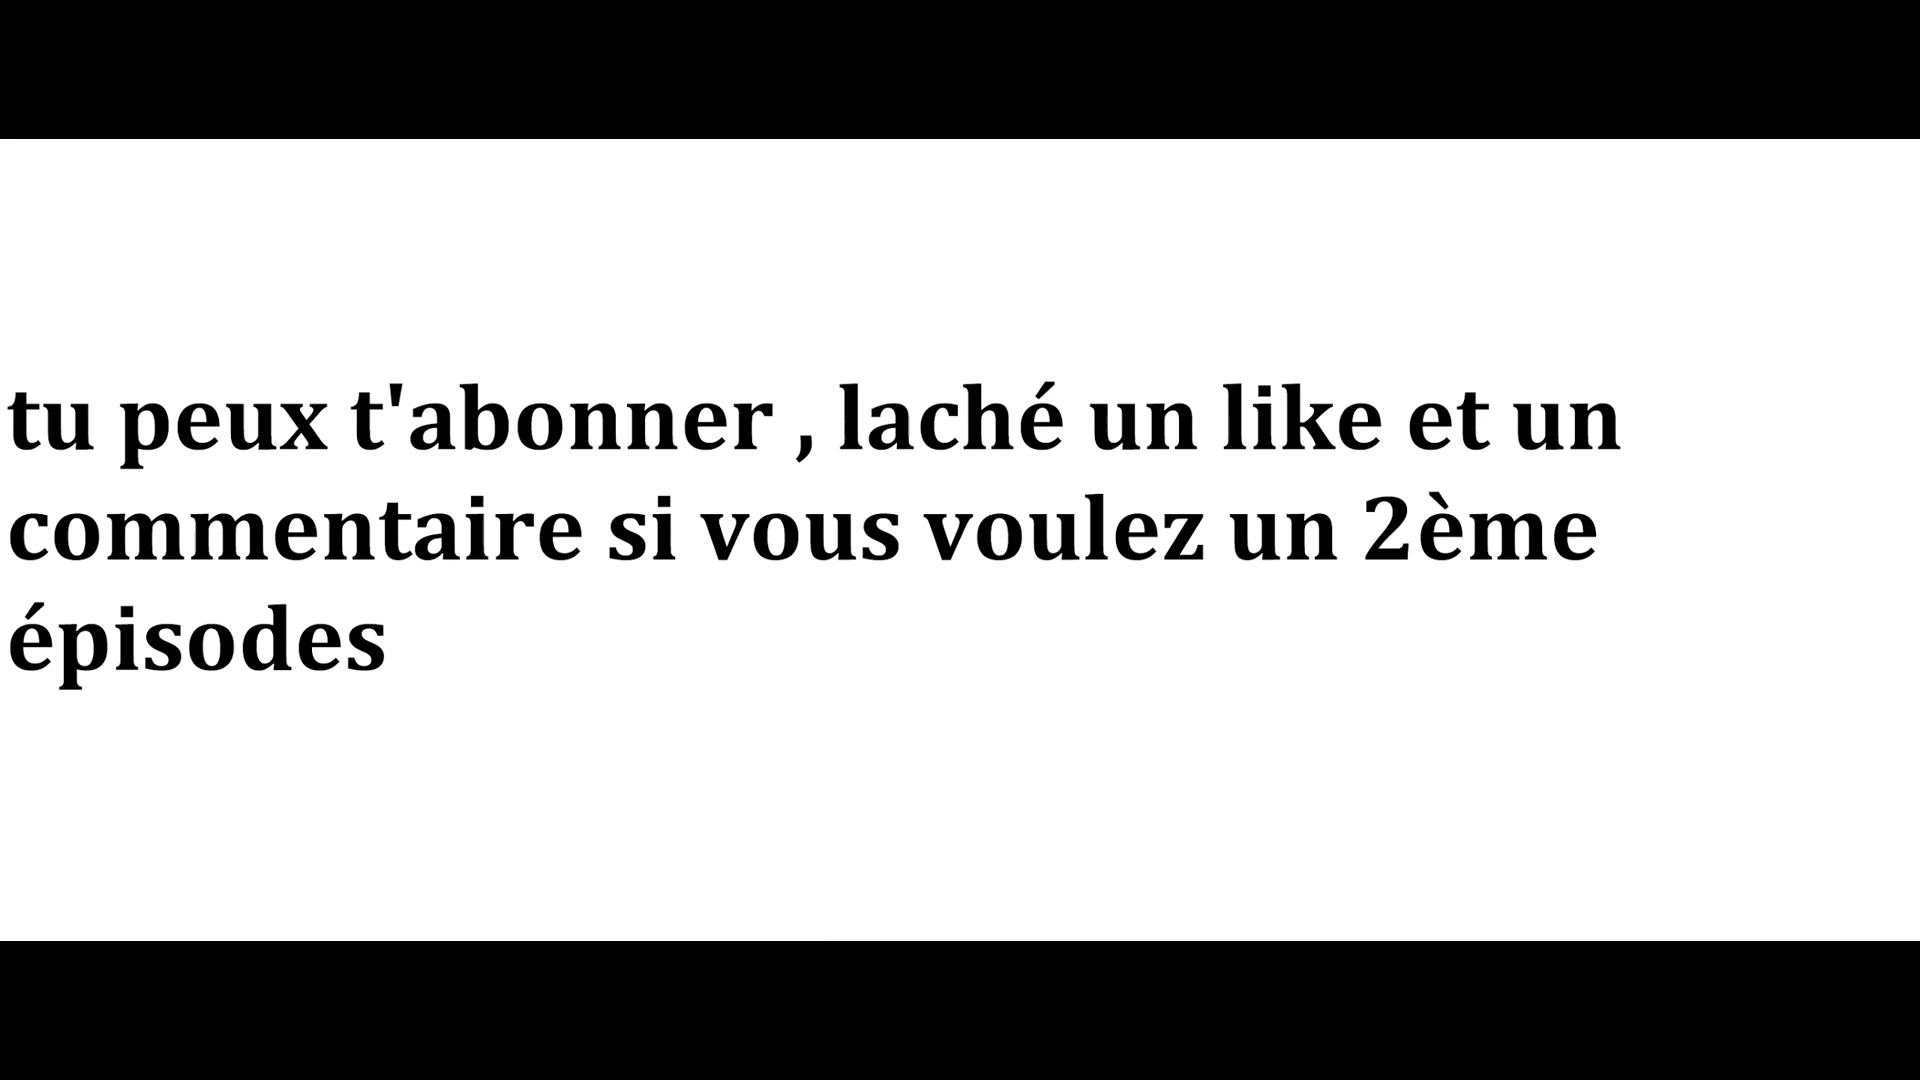 tu peux t'abonner , laché un like et un
commentaire si vous voulez un 2ème
épisodes